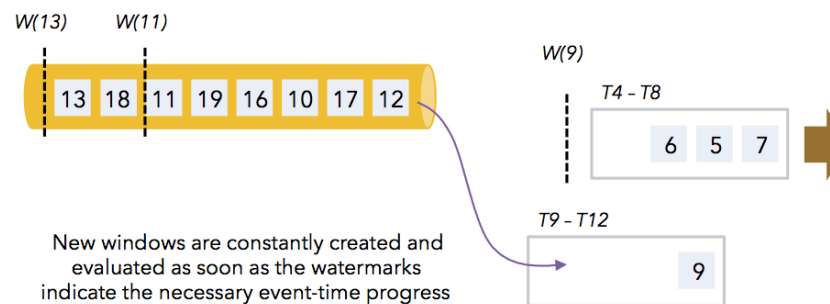 W(13) W(11)
13 18 11 19 16 10 17 12
W(9)
T4 – T8
6 5 7
T9 – T12
9
New windows are constantly created and
evaluated as soon as the watermarks
indicate the necessary event-time progress